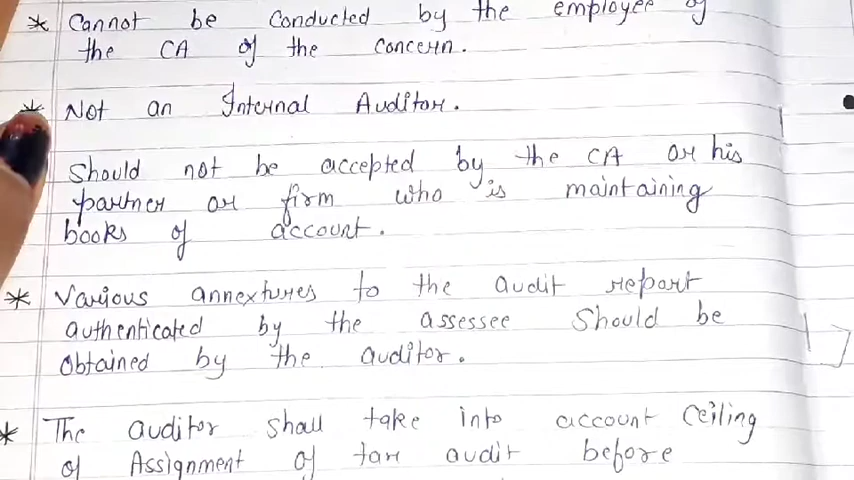 * Cannot be Conducted by the employee of
the CA of the concern.
* Not an Internal Auditor.
Should not be accepted by the CA or his
partner or firm who is maintaining
books of account.
* Various annextures to the audit report
authenticated by the assessee should be
obtained by the auditor.
* The auditor shall take into account Ceiling
of Assignment of tax audit before